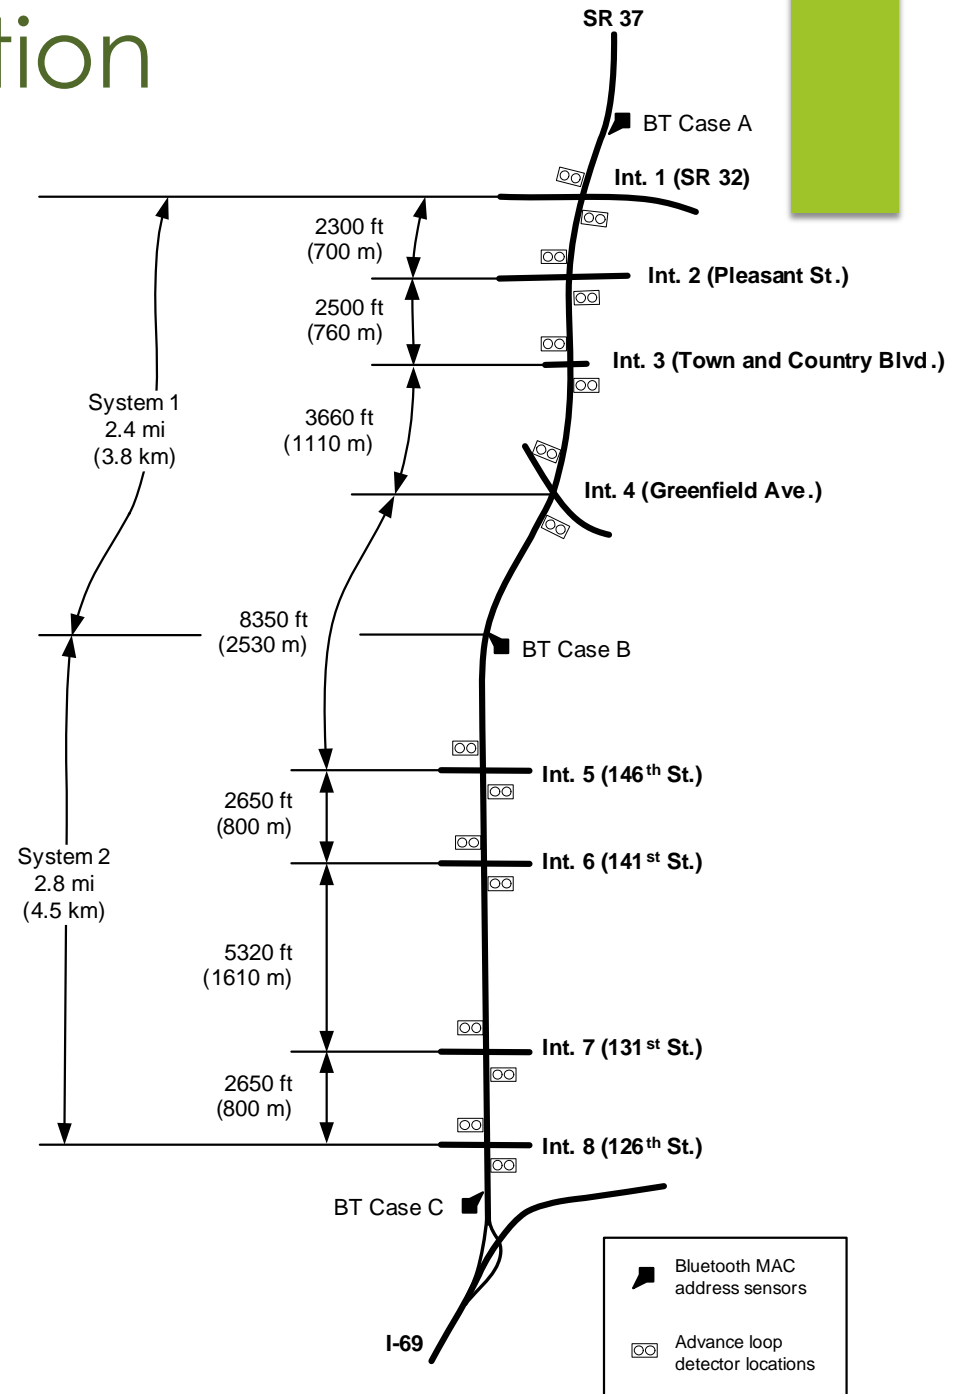 tion
SR 37
BT Case A
Int. 1 (SR 32)
2300 ft
(700 m)
Int. 2 (Pleasant St.)
2500 ft
(760 m)
Int. 3 (Town and Country Blvd.)
System 1
2.4 mi
(3.8 km)
3660 ft
(1110 m)
Int. 4 (Greenfield Ave.)
8350 ft
(2530 m)
BT Case B
Int. 5 (146th St.)
2650 ft
(800 m)
System 2
2.8 mi
(4.5 km)
Int. 6 (141st St.)
5320 ft
(1610 m)
Int. 7 (131st St.)
2650 ft
(800 m)
Int. 8 (126th St.)
BT Case C
I-69
Bluetooth MAC
address sensors
Advance loop
detector locations